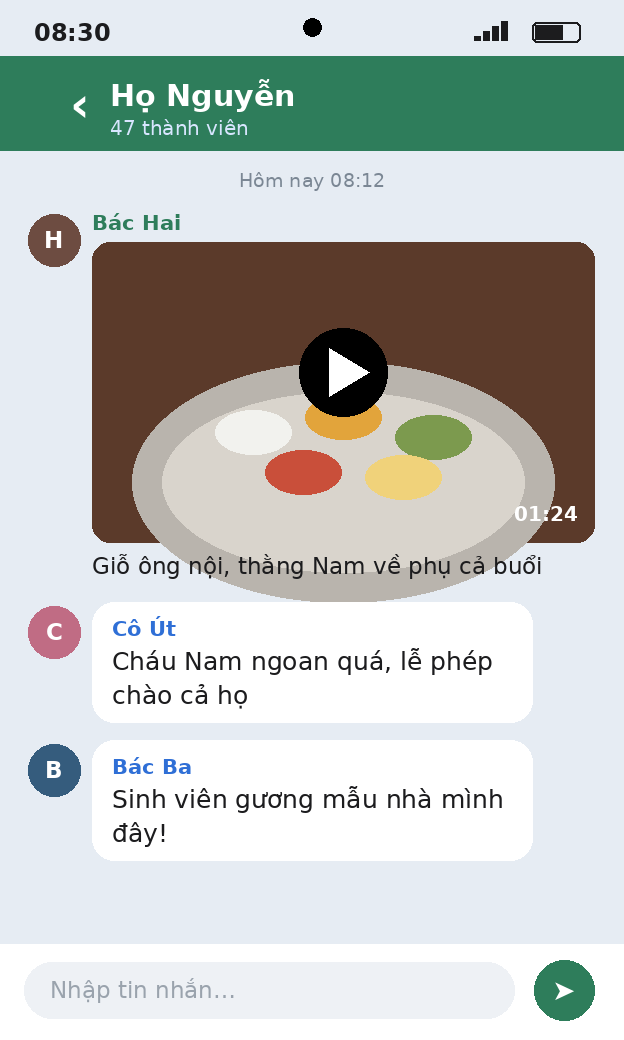 08:30
Họ Nguyễn
47 thành viên
Hôm nay 08:12
H
Bác Hai
01:24
Giỗ ông nội, thằng Nam về phụ cả buổi
C
Cô Út
Cháu Nam ngoan quá, lễ phép
chào cả họ
B
Bác Ba
Sinh viên gương mẫu nhà mình
đây!
Nhập tin nhắn...